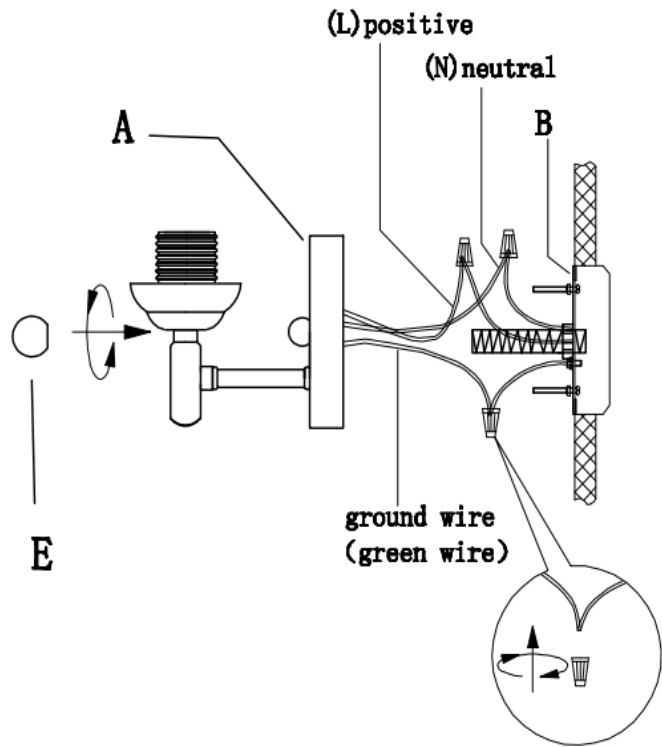 (L)positive
(N)neutral
A
B
ground wire
(green wire)
E